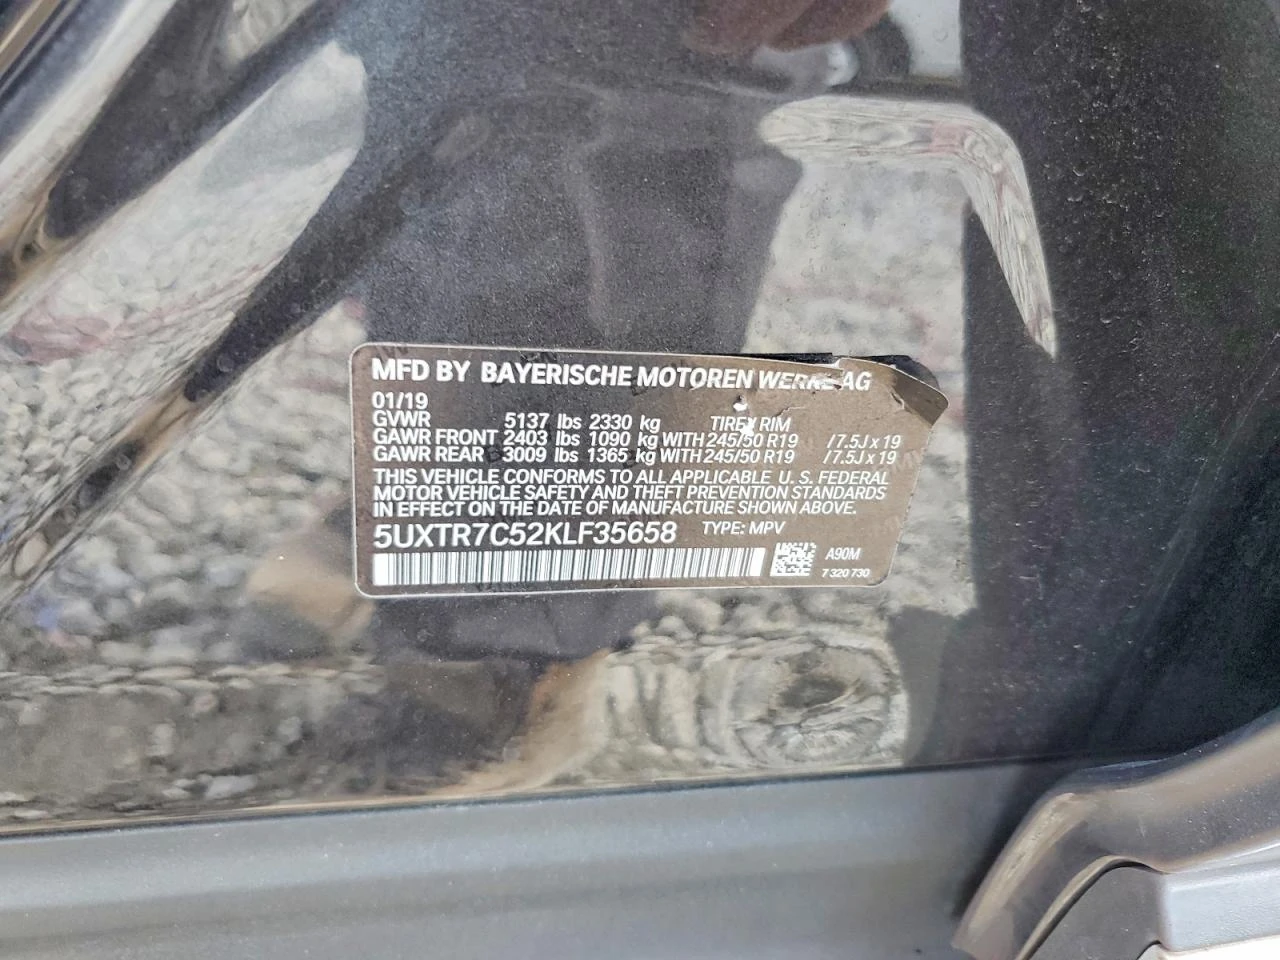 MFD BY BAYERISCHE MOTOREN WERKE AG
01/19
GVWR 5137 lbs 2330 kg TIRE/RIM
GAWR FRONT 2403 lbs 1090 kg WITH 245/50 R19 /7.5J x 19
GAWR REAR 3009 lbs 1365 kg WITH 245/50 R19 /7.5J x 19
THIS VEHICLE CONFORMS TO ALL APPLICABLE U. S. FEDERAL
MOTOR VEHICLE SAFETY AND THEFT PREVENTION STANDARDS
IN EFFECT ON THE DATE OF MANUFACTURE SHOWN ABOVE.
5UXTR7C52KLF35658 TYPE: MPV
A90M
7 320 730